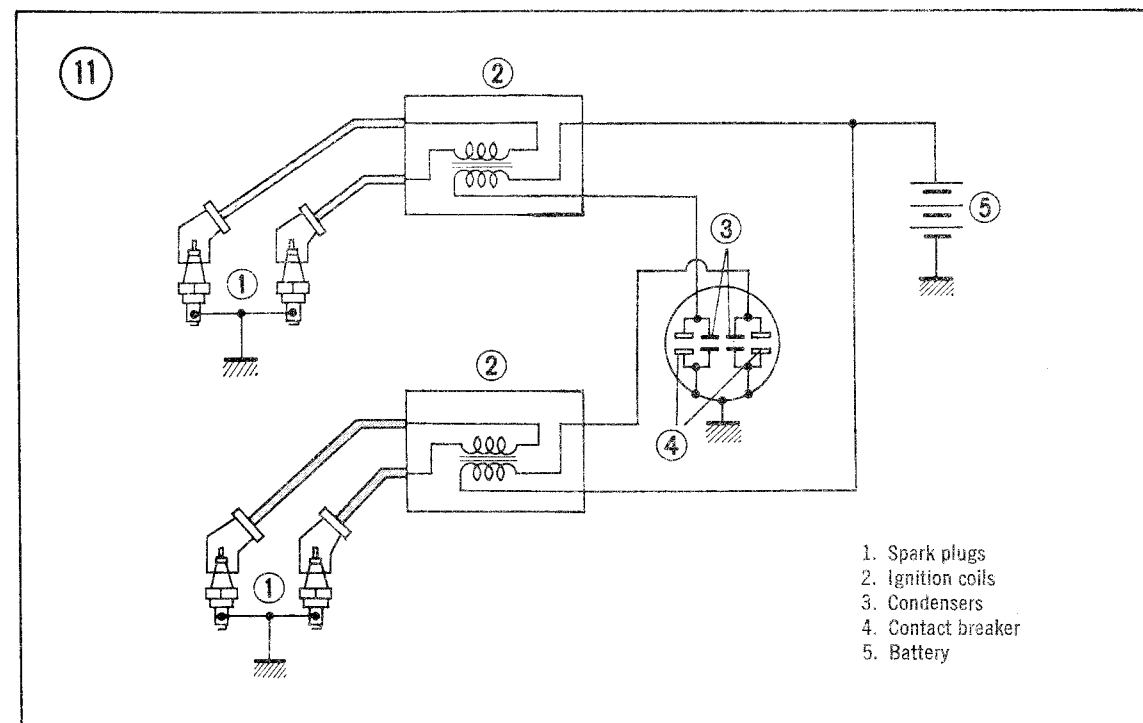 11
2
1
3
5
2
4
1
1. Spark plugs
2. Ignition coils
3. Condensers
4. Contact breaker
5. Battery